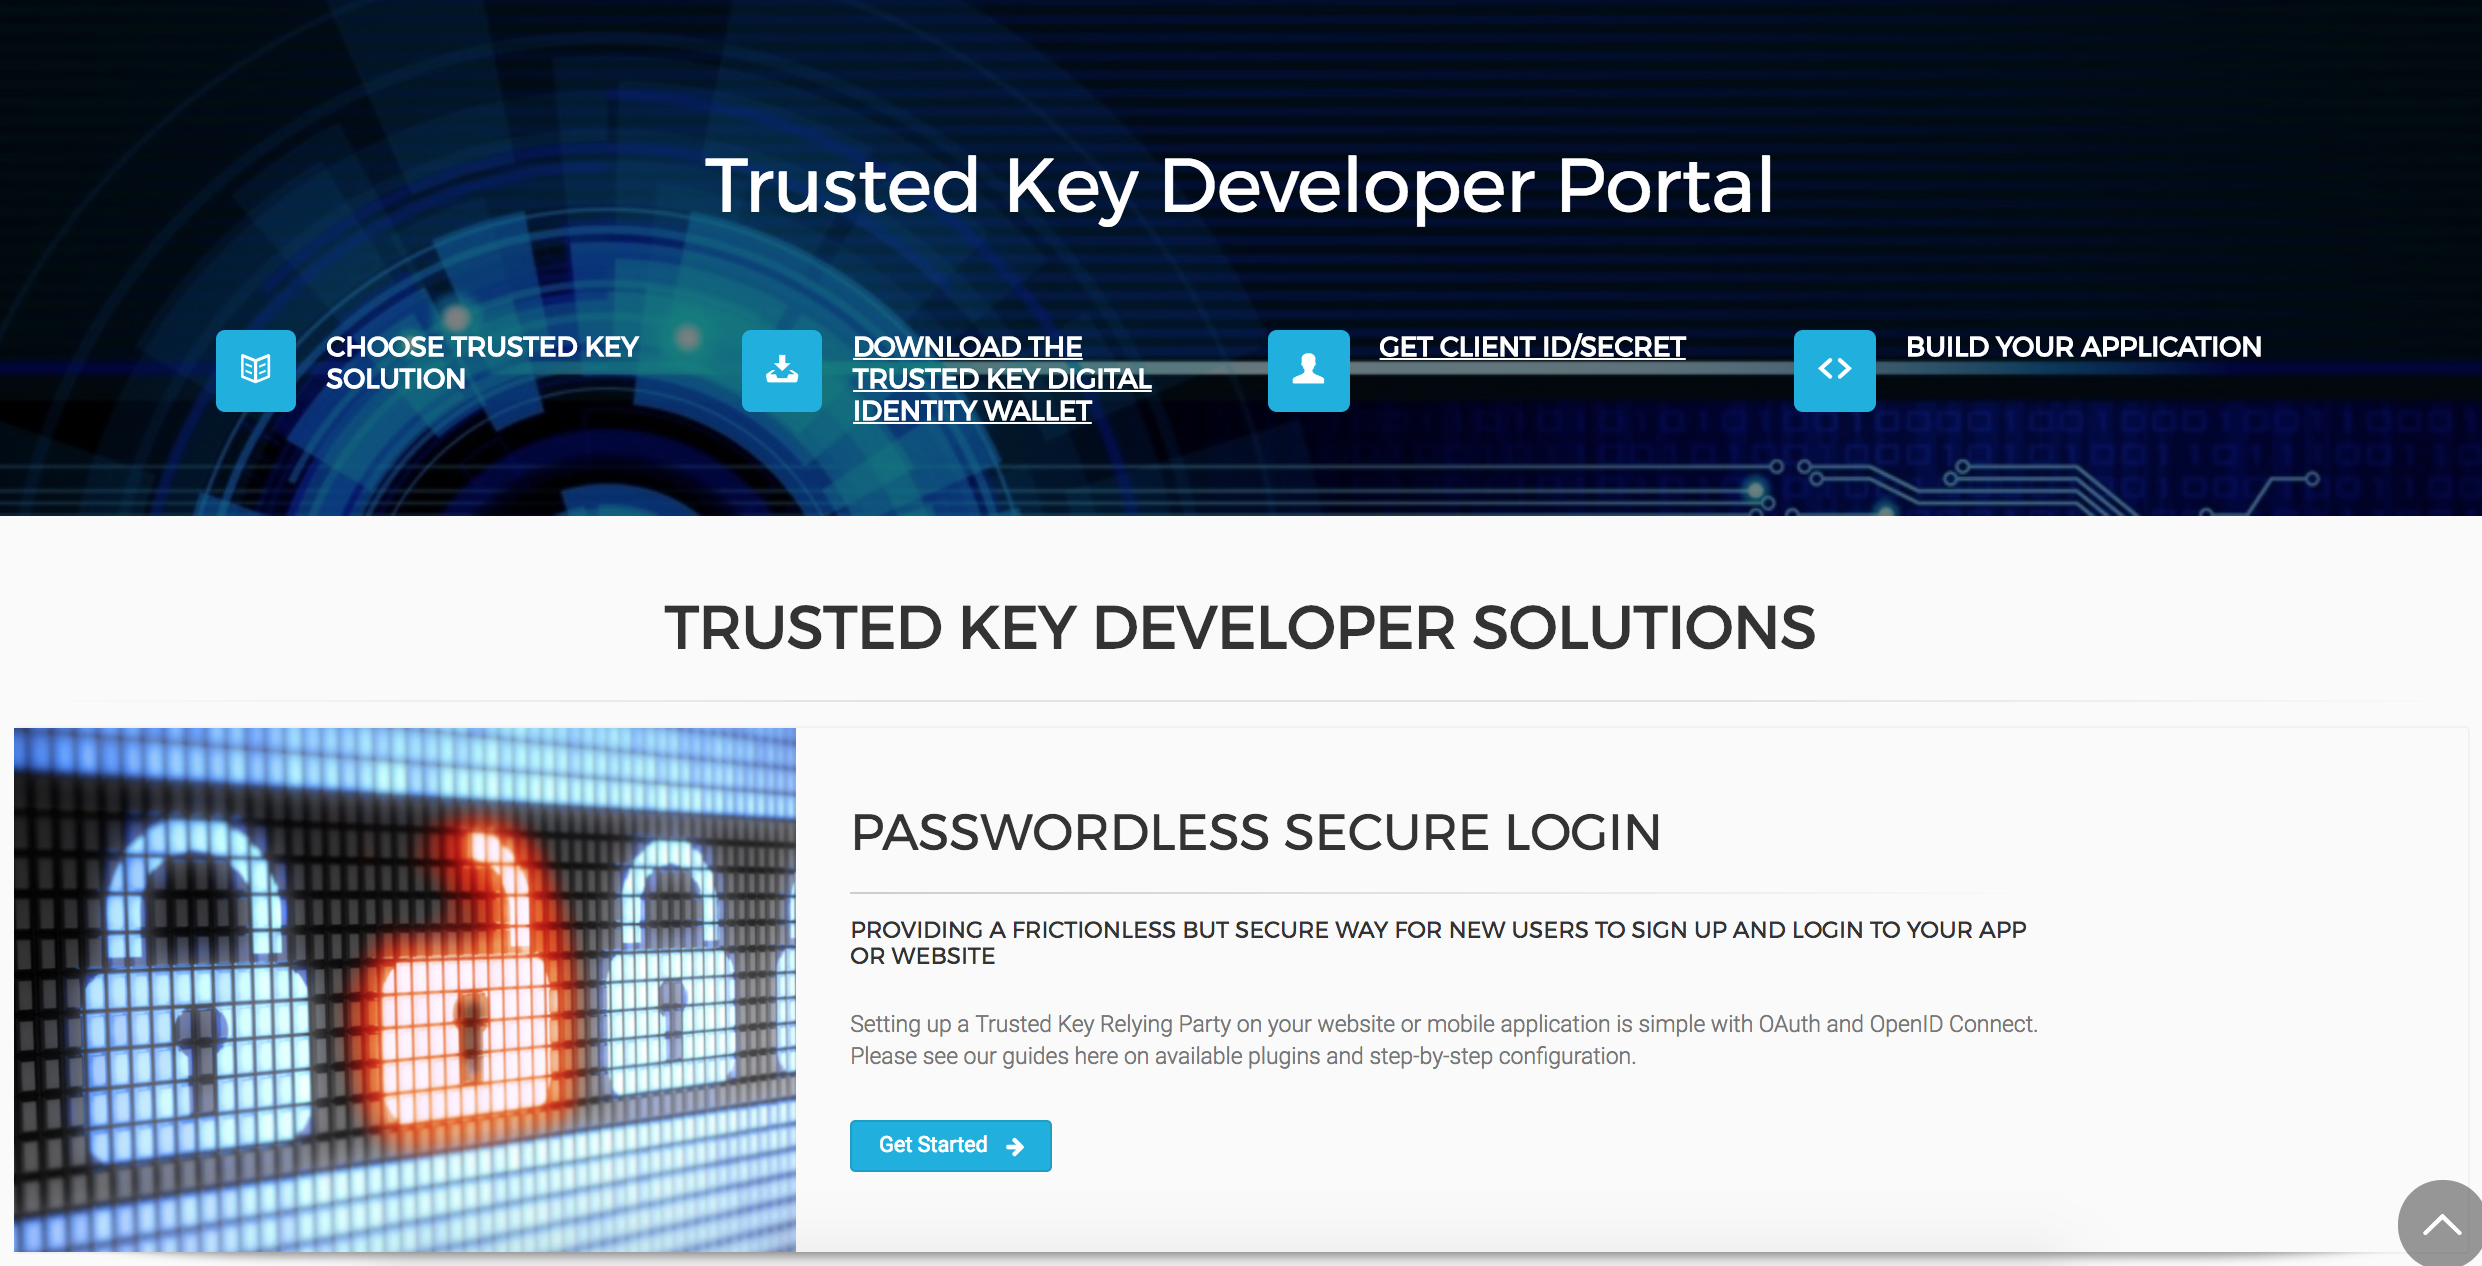 Trusted Key Developer Portal
CHOOSE TRUSTED KEY
SOLUTION
DOWNLOAD THE
TRUSTED KEY DIGITAL
IDENTITY WALLET
GET CLIENT ID/SECRET
BUILD YOUR APPLICATION
TRUSTED KEY DEVELOPER SOLUTIONS
PASSWORDLESS SECURE LOGIN
PROVIDING A FRICTIONLESS BUT SECURE WAY FOR NEW USERS TO SIGN UP AND LOGIN TO YOUR APP
OR WEBSITE
Setting up a Trusted Key Relying Party on your website or mobile application is simple with OAuth and OpenID Connect.
Please see our guides here on available plugins and step-by-step configuration.
Get Started